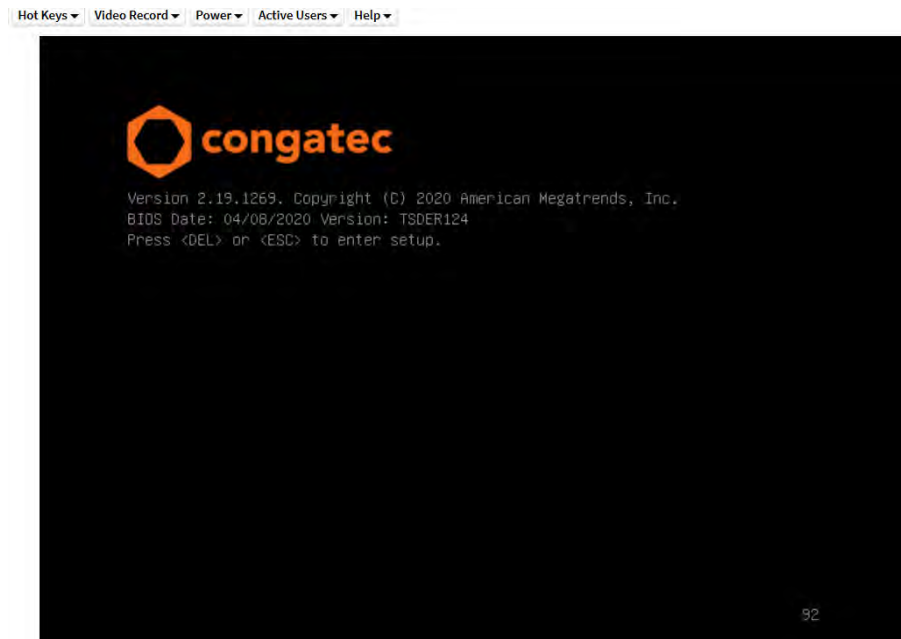 Hot Keys Video Record Power Active Users Help
congatec
Version 2.19.1269. Copyright (C) 2020 American Megatrends, Inc.
BIOS Date: 04/08/2020 Version: TSDER124
Press <DEL> or <ESC> to enter setup.
92